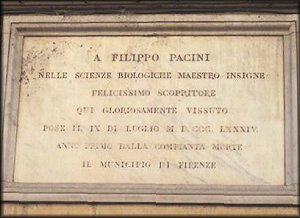 A FILIPPO PACINI
NELLE SCIENZE BIOLOGICHE MAESTRO INSIGNE
FELICISSIMO SCOPRITORE
QUI GLORIOSAMENTE VISSUTO
POSE IL IX DI LUGLIO M D.CCC. LXXXIV.
ANNO PRIMO DALLA COMPIANTA MORTE
IL MUNICIPIO DI FIRENZE